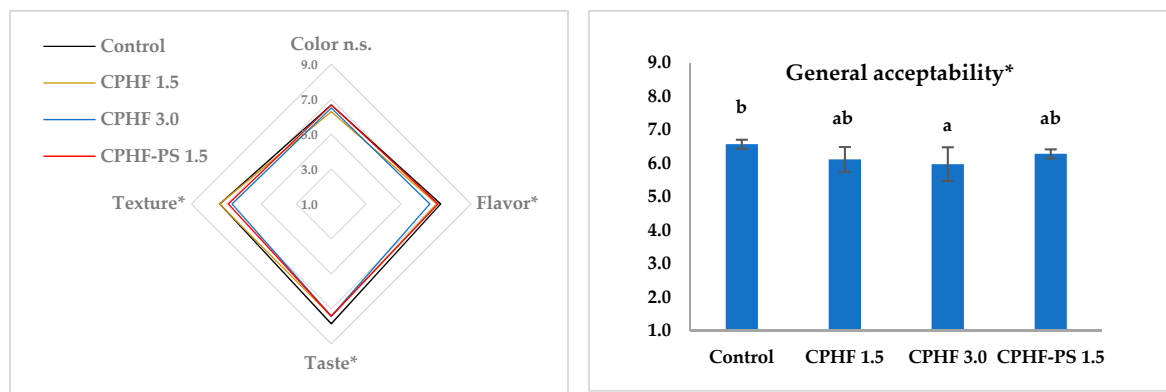 Control
CPHF 1.5
CPHF 3.0
CPHF-PS 1.5
Color n.s.
9.0
7.0
5.0
3.0
1.0
Texture*
Flavor*
Taste*
General acceptability*
9.0
8.0
7.0
6.0
5.0
4.0
3.0
2.0
1.0
b
ab
a
ab
Control
CPHF 1.5
CPHF 3.0
CPHF-PS 1.5